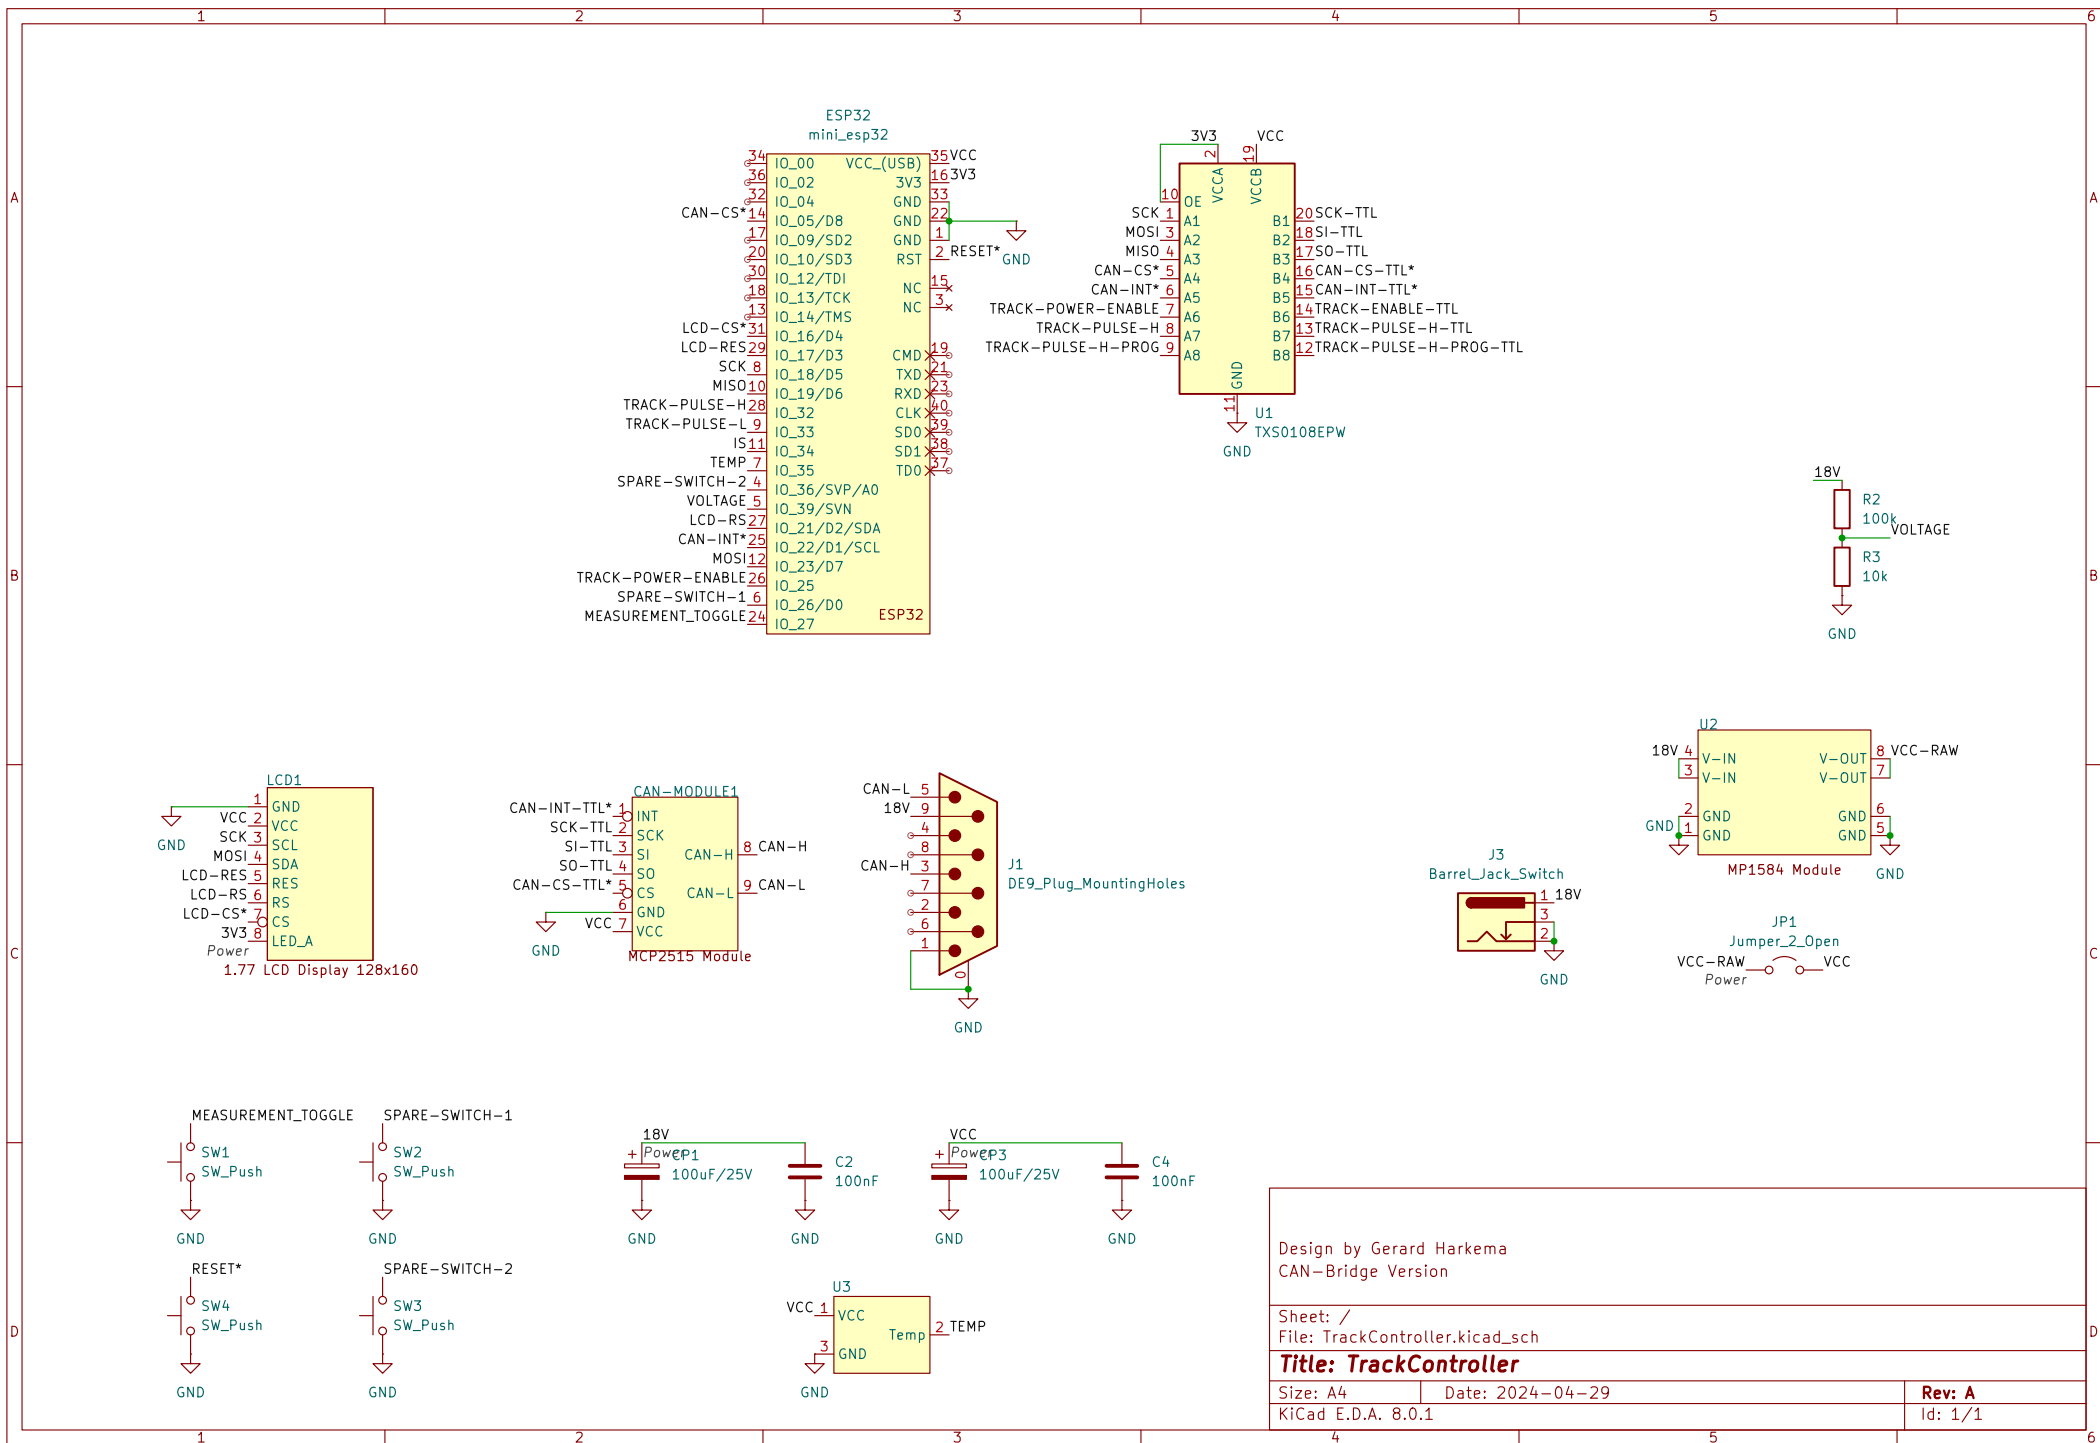 1 2 3 4 5 6
A
B
C
D
ESP32
mini_esp32
34 IO_00
36 IO_02
32 IO_04
CAN-CS* 14 IO_05/D8
17 IO_09/SD2
20 IO_10/SD3
30 IO_12/TDI
18 IO_13/TCK
13 IO_14/TMS
LCD-CS* 31 IO_16/D4
LCD-RES 29 IO_17/D3
SCK 8 IO_18/D5
MISO 10 IO_19/D6
TRACK-PULSE-H 28 IO_32
TRACK-PULSE-L 9 IO_33
IS 11 IO_34
TEMP 7 IO_35
SPARE-SWITCH-2 4 IO_36/SVP/A0
VOLTAGE 5 IO_39/SVN
LCD-RS 27 IO_21/D2/SDA
CAN-INT* 25 IO_22/D1/SCL
MOSI 12 IO_23/D7
TRACK-POWER-ENABLE 26 IO_25
SPARE-SWITCH-1 6 IO_26/D0
MEASUREMENT_TOGGLE 24 IO_27
VCC_(USB) 35 VCC
3V3 16 3V3
GND 33
GND 22
GND 1
RST 2 RESET*
GND
NC 15
NC 3
CMD 19
TXD 21
RXD 23
CLK 40
SD0 39
SD1 38
TD0 37
ESP32
3V3 VCC
2 19
VCCA VCCB
10 OE
SCK 1 A1 B1 20 SCK-TTL
MOSI 3 A2 B2 18 SI-TTL
MISO 4 A3 B3 17 SO-TTL
CAN-CS* 5 A4 B4 16 CAN-CS-TTL*
CAN-INT* 6 A5 B5 15 CAN-INT-TTL*
TRACK-POWER-ENABLE 7 A6 B6 14 TRACK-ENABLE-TTL
TRACK-PULSE-H 8 A7 B7 13 TRACK-PULSE-H-TTL
TRACK-PULSE-H-PROG 9 A8 B8 12 TRACK-PULSE-H-PROG-TTL
GND
11
U1
TXS0108EPW
GND
18V
R2
100k
VOLTAGE
R3
10k
GND
U2
18V 4 V-IN V-OUT 8 VCC-RAW
3 V-IN V-OUT 7
2 GND GND 6
GND 1 GND GND 5
MP1584 Module
GND
LCD1
1 GND
GND
VCC 2 VCC
SCK 3 SCL
MOSI 4 SDA
LCD-RES 5 RES
LCD-RS 6 RS
LCD-CS* 7 CS
3V3 8 LED_A
Power
1.77 LCD Display 128x160
CAN-MODULE1
CAN-INT-TTL* 1 INT
SCK-TTL 2 SCK
SI-TTL 3 SI
SO-TTL 4 SO
CAN-CS-TTL* 5 CS
6 GND
VCC 7 VCC
GND
CAN-H 8 CAN-H
CAN-L 9 CAN-L
MCP2515 Module
CAN-L 5
18V 9
4
8
CAN-H 3
7
2
6
1
0
J1
DE9_Plug_MountingHoles
GND
J3
Barrel_Jack_Switch
1 18V
3
2
GND
JP1
Jumper_2_Open
VCC-RAW VCC
Power
MEASUREMENT_TOGGLE
SW1
SW_Push
GND
SPARE-SWITCH-1
SW2
SW_Push
GND
RESET*
SW4
SW_Push
GND
SPARE-SWITCH-2
SW3
SW_Push
GND
18V
Power
CP1
100uF/25V
GND
C2
100nF
GND
VCC
Power
CP3
100uF/25V
GND
C4
100nF
GND
U3
VCC 1 VCC
Temp 2 TEMP
3 GND
GND
Design by Gerard Harkema
CAN-Bridge Version
Sheet: /
File: TrackController.kicad_sch
Title: TrackController
Size: A4 Date: 2024-04-29 Rev: A
KiCad E.D.A. 8.0.1 Id: 1/1
A
B
C
D
1 2 3 4 5 6